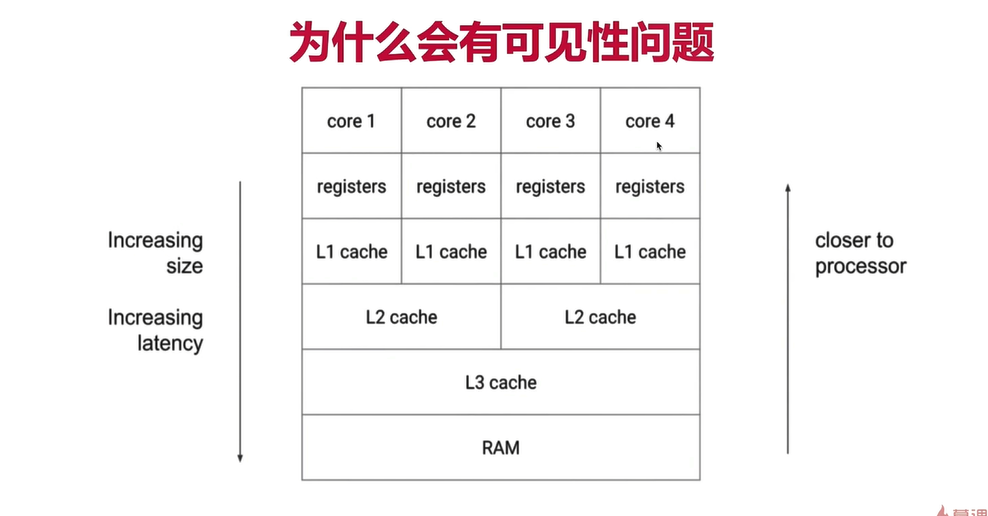 为什么会有可见性问题
core 1 core 2 core 3 core 4
registers registers registers registers
L1 cache L1 cache L1 cache L1 cache
L2 cache L2 cache
L3 cache
RAM
Increasing
size
Increasing
latency
closer to
processor